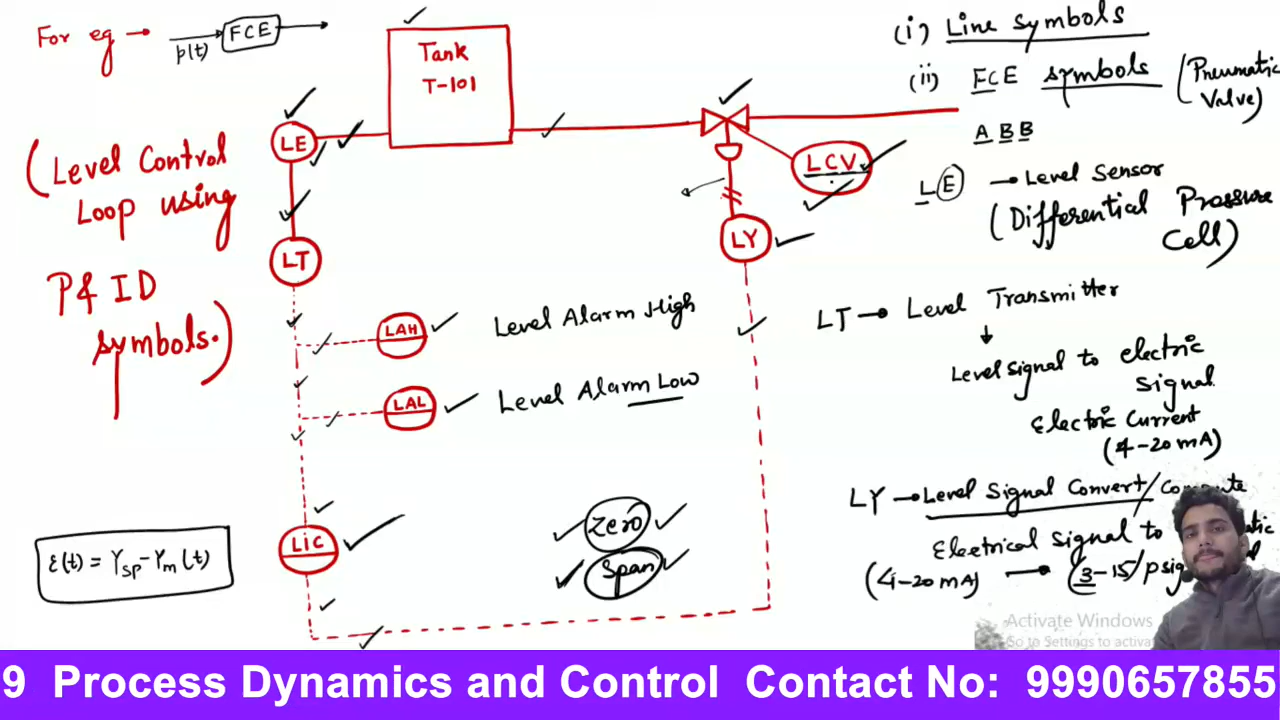 For eg →
p(t)
FCE
Tank
T-101
(i) Line symbols
(ii) FCE symbols (Pneumatic
Valve)
A B B
LE → Level Sensor
(Differential Pressure
Cell)
LE
LCV
(Level Control
Loop using
P& ID
symbols.)
LT
LY
LAH
Level Alarm High
LAL
Level Alarm Low
LT → Level Transmitter
Level signal to electric
signal
Electric Current
(4-20 mA)
LIC
Zero
Span
ε(t) = Ysp - Ym(t)
LY → Level Signal Convert/
Electrical signal to
(4-20 mA) → (3-15) psig
Activate Windows
Go to Settings to activa
9 Process Dynamics and Control Contact No: 9990657855